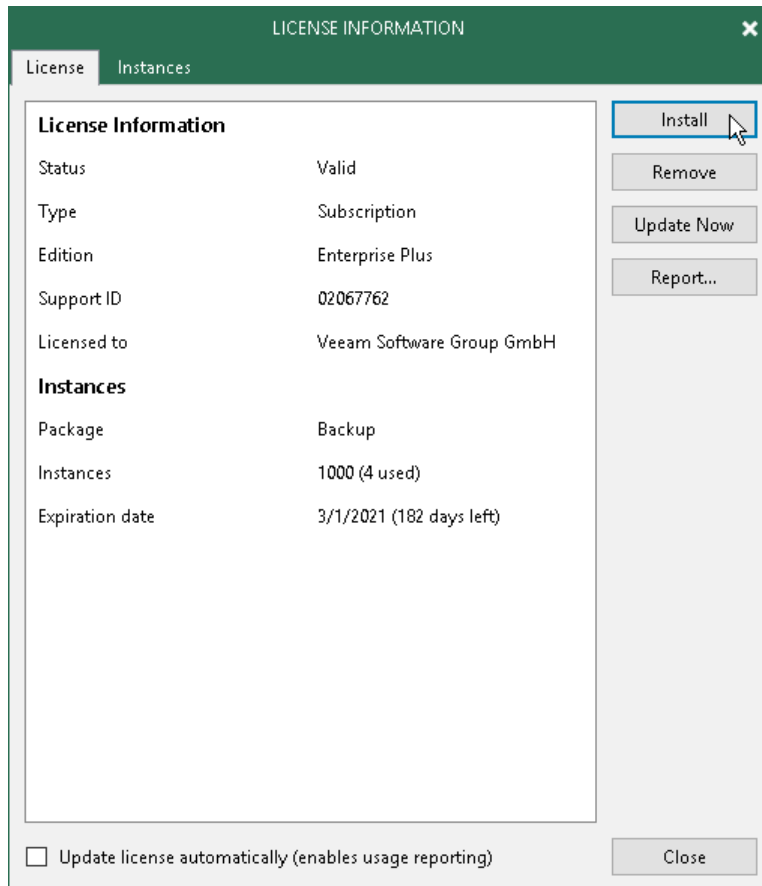 LICENSE INFORMATION
License Instances
License Information
Status Valid
Type Subscription
Edition Enterprise Plus
Support ID 02067762
Licensed to Veeam Software Group GmbH
Instances
Package Backup
Instances 1000 (4 used)
Expiration date 3/1/2021 (182 days left)
Install
Remove
Update Now
Report...
Update license automatically (enables usage reporting)
Close